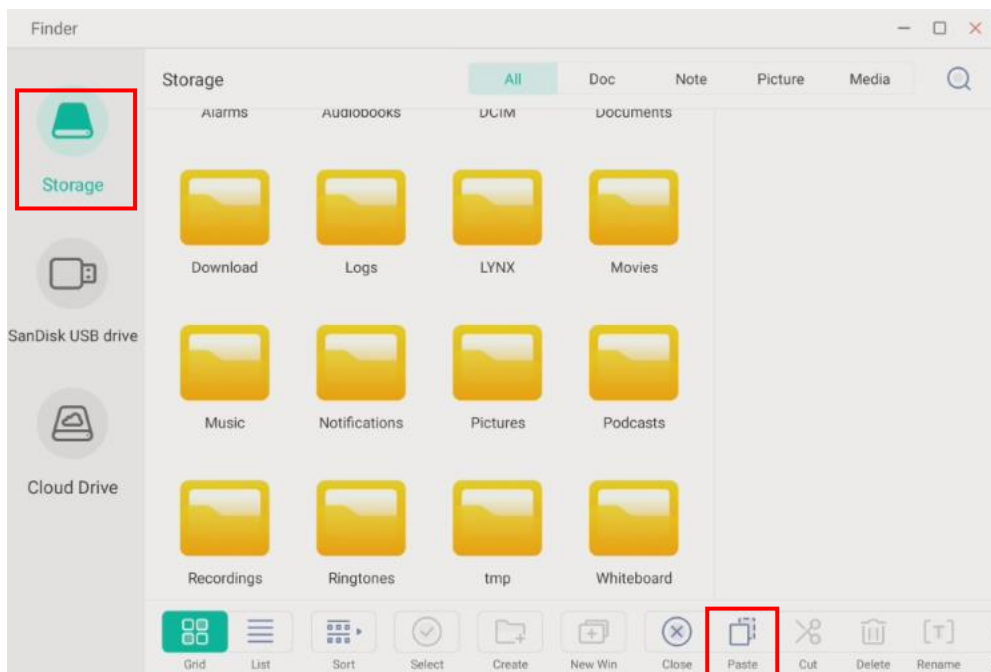 Finder
Storage All Doc Note Picture Media
Storage
Alarms Audiobooks DCIM Documents
Download Logs LYNX Movies
SanDisk USB drive
Music Notifications Pictures Podcasts
Cloud Drive
Recordings Ringtones tmp Whiteboard
Grid List Sort Select Create New Win Close Paste Cut Delete Rename